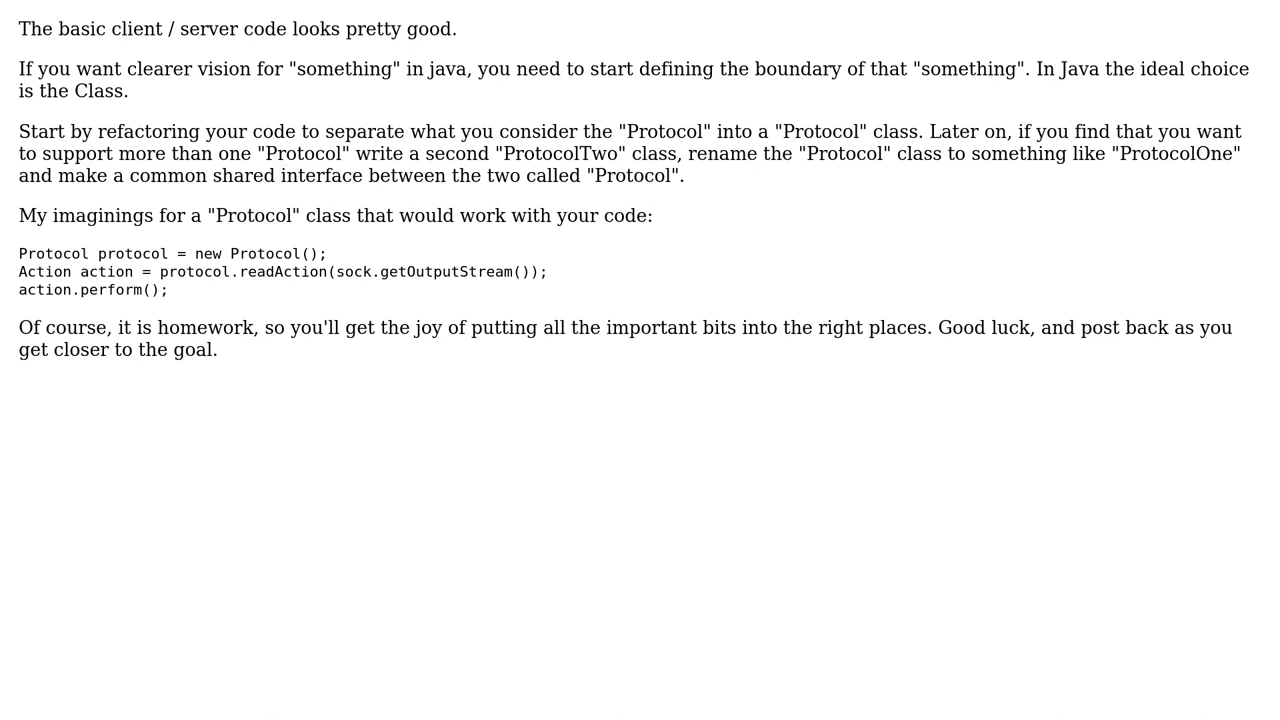 The basic client / server code looks pretty good.
If you want clearer vision for "something" in java, you need to start defining the boundary of that "something". In Java the ideal choice
is the Class.
Start by refactoring your code to separate what you consider the "Protocol" into a "Protocol" class. Later on, if you find that you want
to support more than one "Protocol" write a second "ProtocolTwo" class, rename the "Protocol" class to something like "ProtocolOne"
and make a common shared interface between the two called "Protocol".
My imaginings for a "Protocol" class that would work with your code:
Protocol protocol = new Protocol();
Action action = protocol.readAction(sock.getOutputStream());
action.perform();
Of course, it is homework, so you'll get the joy of putting all the important bits into the right places. Good luck, and post back as you
get closer to the goal.